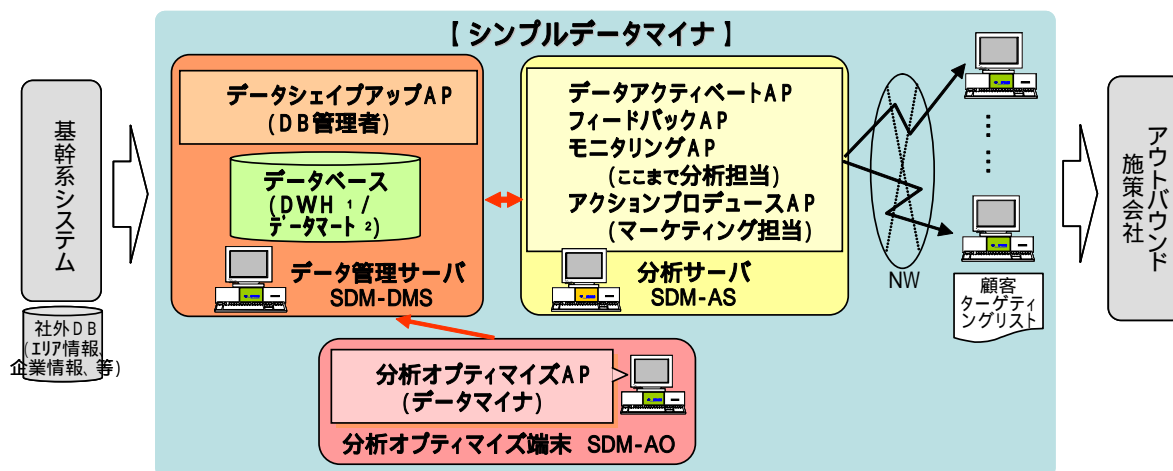 【 シンプルデータマイナ 】
基幹系システム
社外DB
(エリア情報、
企業情報、等)
データシェイプアップAP
(DB管理者)
データベース
(DWH 1 /
データマート 2)
データ管理サーバ
SDM-DMS
データアクティベートAP
フィードバックAP
モニタリングAP
(ここまで分析担当)
アクションプロデュースAP
(マーケティング担当)
分析サーバ
SDM-AS
分析オプティマイズAP
(データマイナ)
分析オプティマイズ端末 SDM-AO
NW
顧客
ターゲティ
ングリスト
アウトバウンド
施策会社